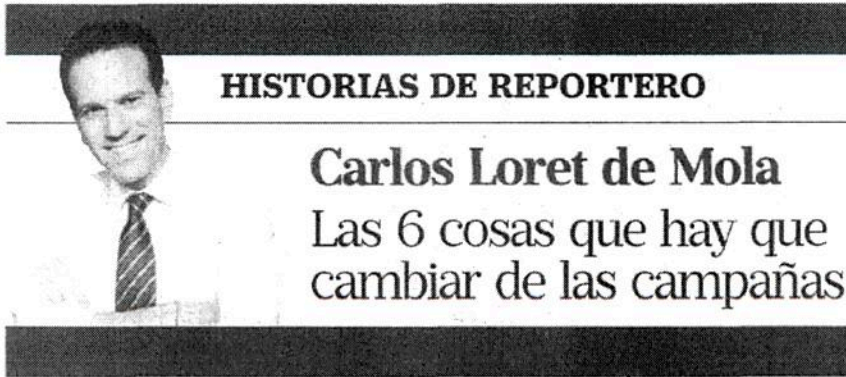 HISTORIAS DE REPORTERO
Carlos Loret de Mola
Las 6 cosas que hay que
cambiar de las campañas